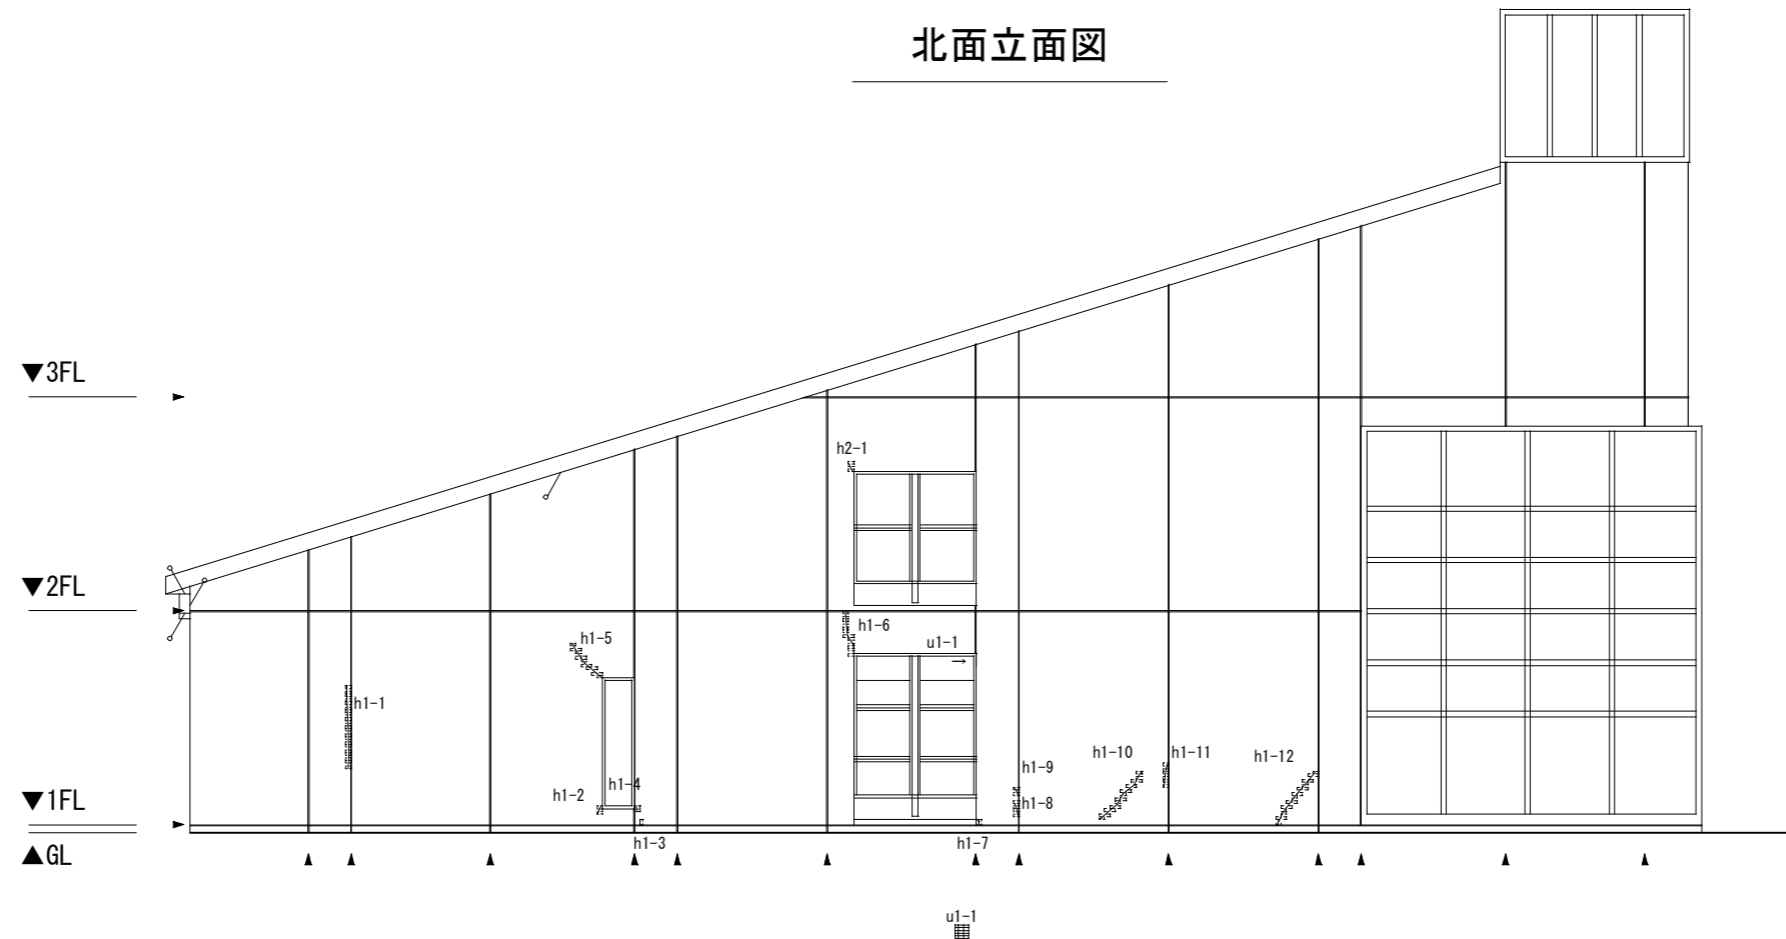 北面立面図
▼3FL
h2-1
▼2FL
h1-6
h1-5
u1-1
h1-1
h1-10
h1-11
h1-12
h1-9
h1-4
h1-2
h1-8
▼1FL
h1-3
h1-7
▲GL
u1-1